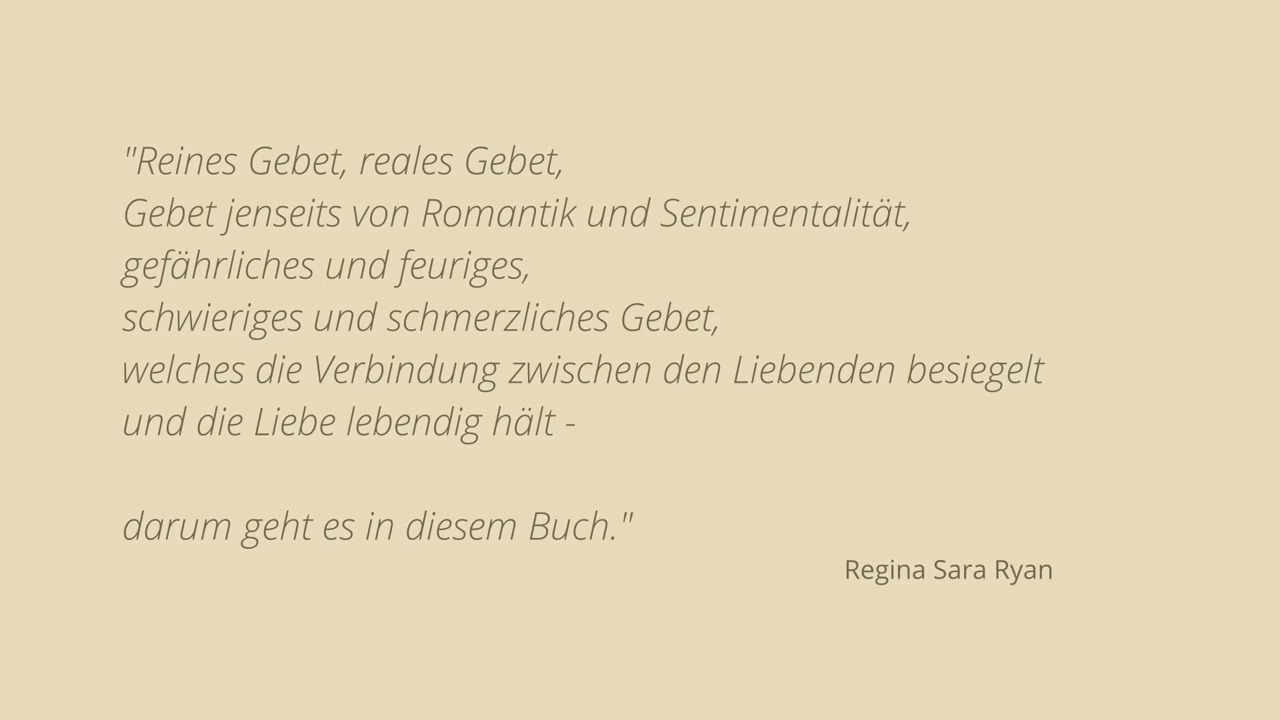 "Reines Gebet, reales Gebet,
Gebet jenseits von Romantik und Sentimentalität,
gefährliches und feuriges,
schwieriges und schmerzliches Gebet,
welches die Verbindung zwischen den Liebenden besiegelt
und die Liebe lebendig hält -
darum geht es in diesem Buch."
Regina Sara Ryan